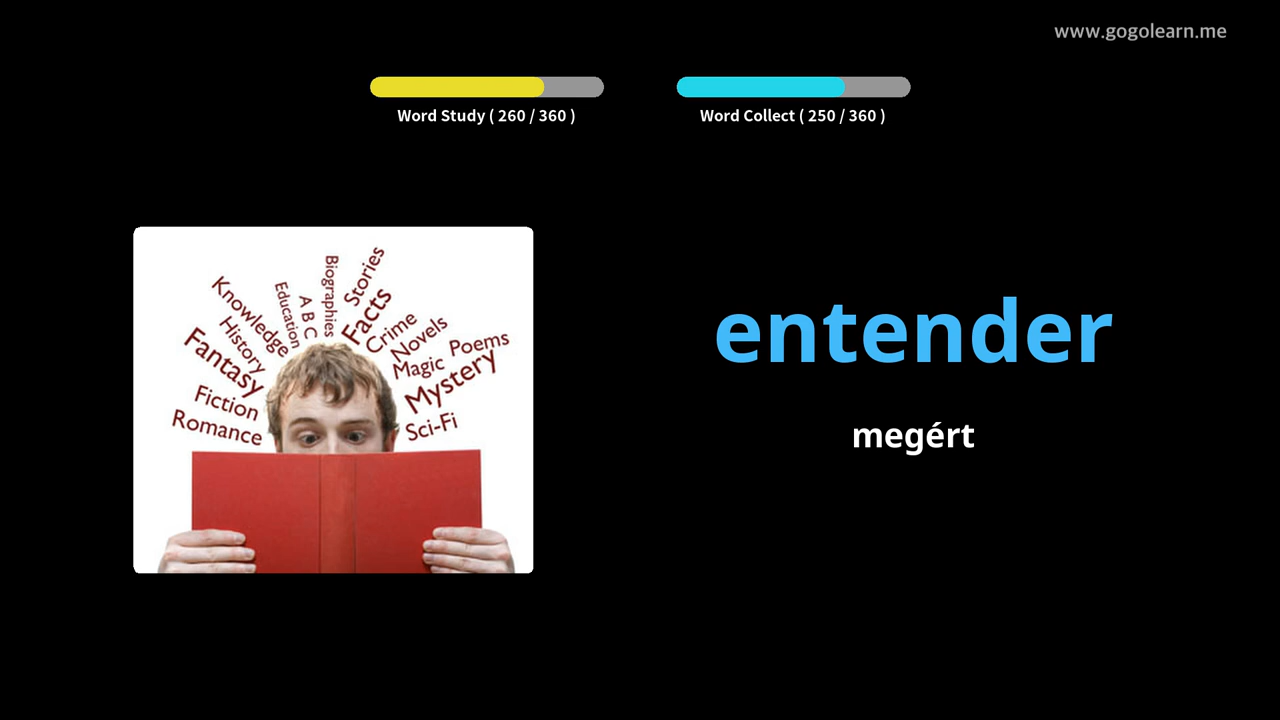 www.gogolearn.me
Word Study ( 260 / 360 )
Word Collect ( 250 / 360 )
Biographies
Stories
Education
A B C
Facts
Knowledge
Crime
History
Novels
Fantasy
Magic
Poems
Fiction
Mystery
Romance
Sci-Fi
entender
megért